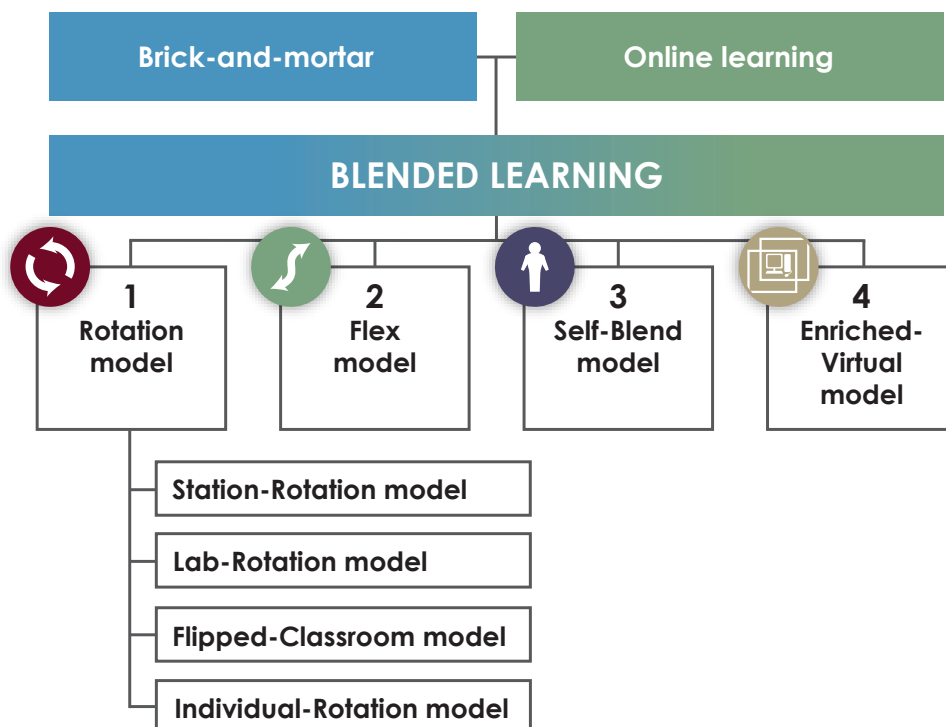 Brick-and-mortar
Online learning
BLENDED LEARNING
1
Rotation
model
2
Flex
model
3
Self-Blend
model
4
Enriched-
Virtual
model
Station-Rotation model
Lab-Rotation model
Flipped-Classroom model
Individual-Rotation model